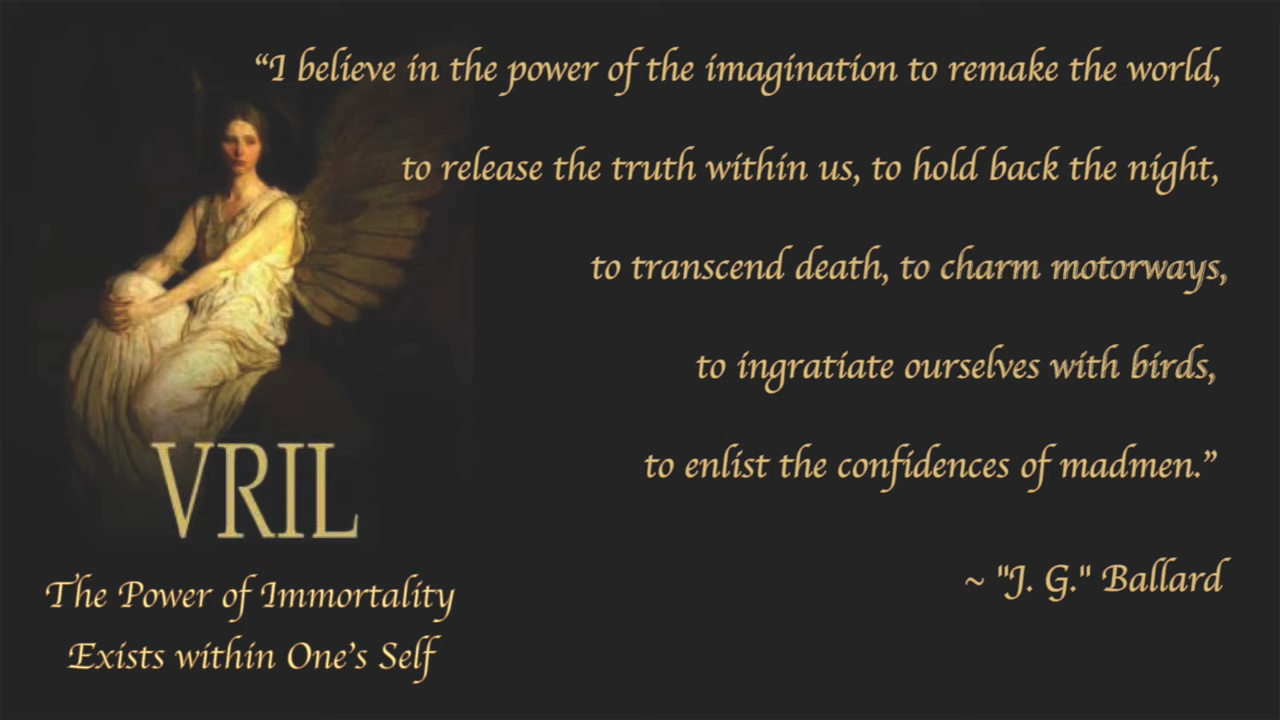 “I believe in the power of the imagination to remake the world,
to release the truth within us, to hold back the night,
to transcend death, to charm motorways,
to ingratiate ourselves with birds,
to enlist the confidences of madmen.”
~ "J. G." Ballard
VRIL
The Power of Immortality
Exists within One’s Self